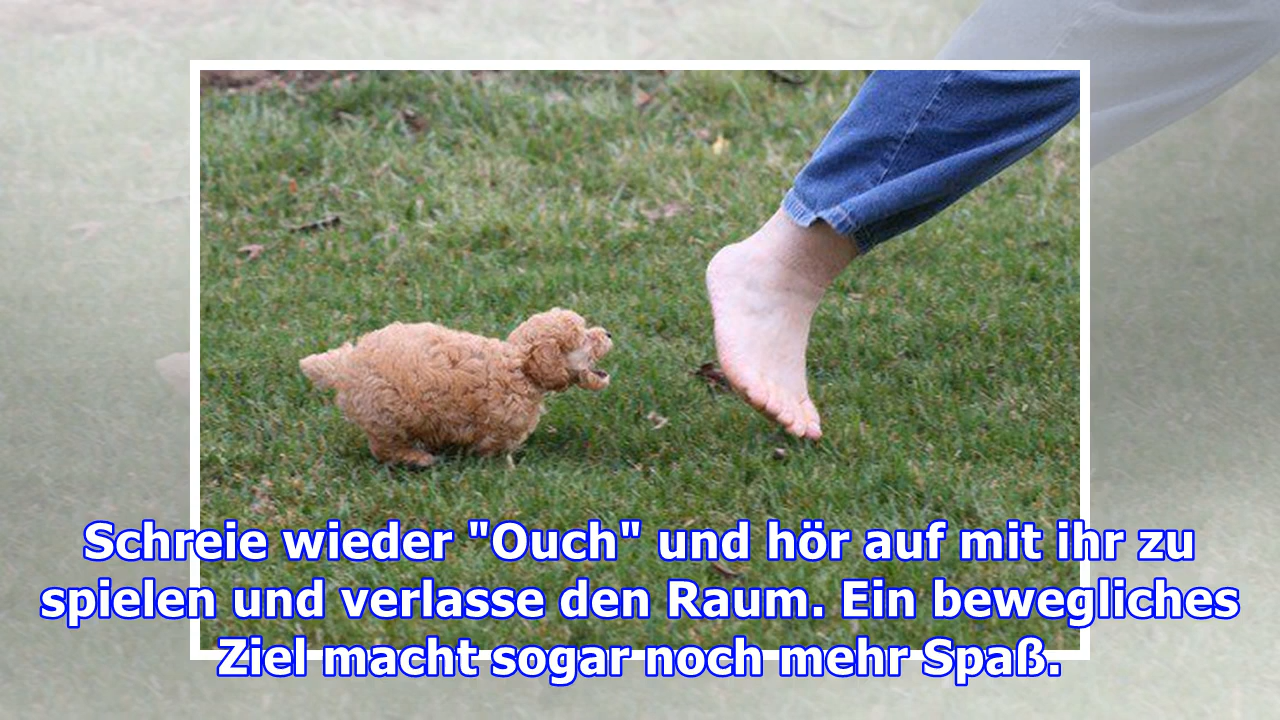 Schreie wieder "Ouch" und hör auf mit ihr zu
spielen und verlasse den Raum. Ein bewegliches
Ziel macht sogar noch mehr Spaß.